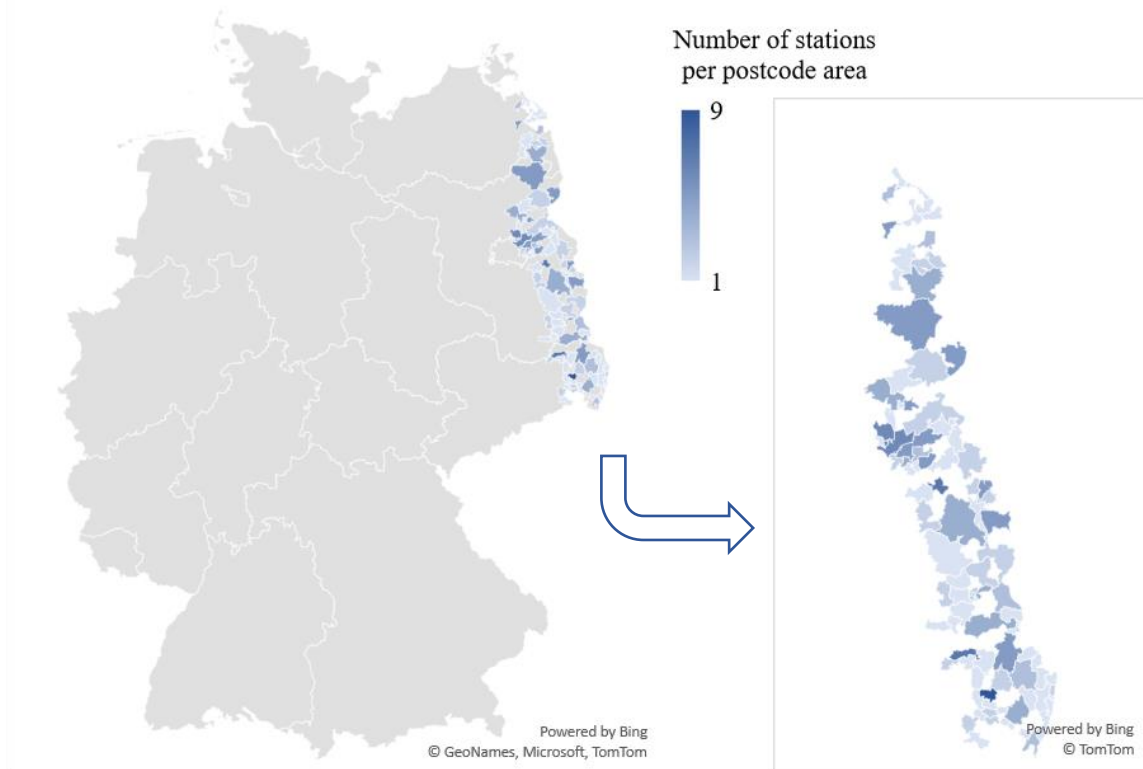 Number of stations
per postcode area
9
1
Powered by Bing
© GeoNames, Microsoft, TomTom
Powered by Bing
© TomTom